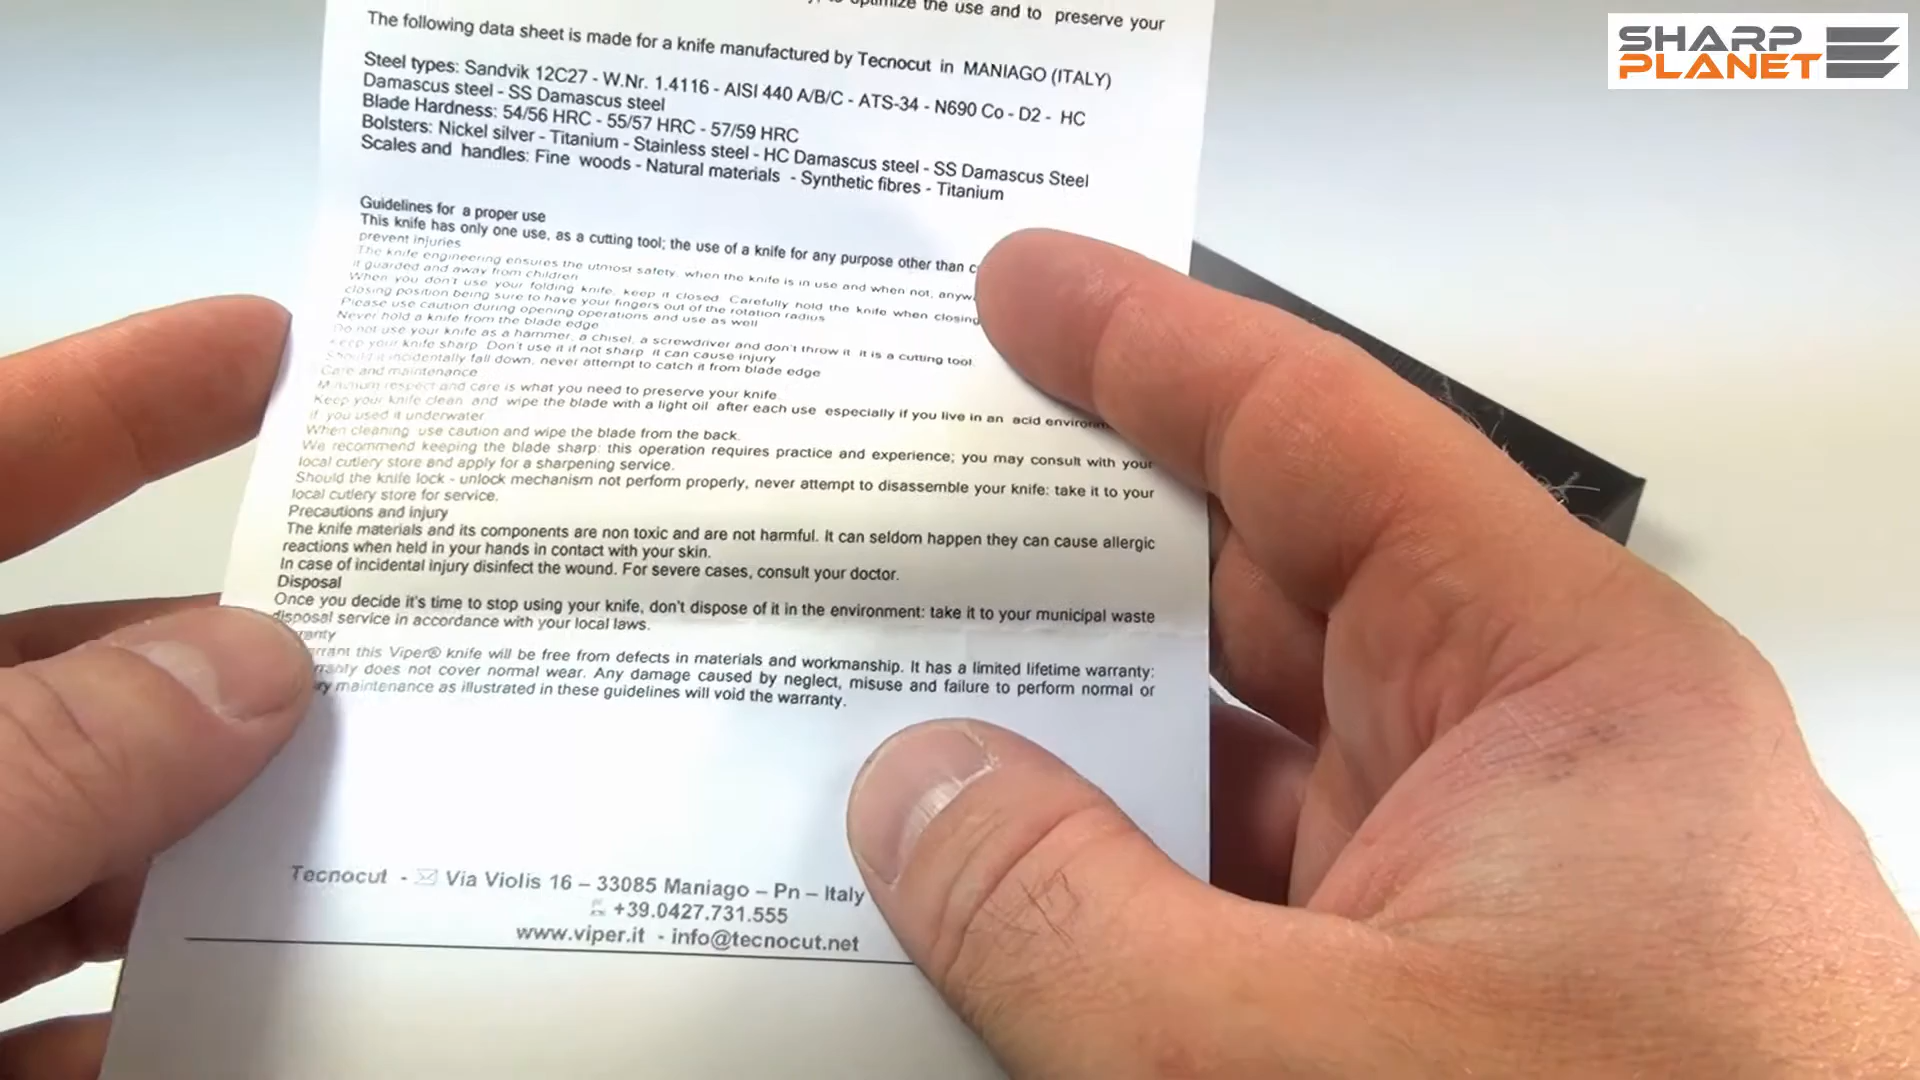 optimize the use and to preserve your
The following data sheet is made for a knife manufactured by Tecnocut in MANIAGO (ITALY)
Steel types: Sandvik 12C27 - W.Nr. 1.4116 - AISI 440 A/B/C - ATS-34 - N690 Co - D2 - HC
Damascus steel - SS Damascus steel
Blade Hardness: 54/56 HRC - 55/57 HRC - 57/59 HRC
Bolsters: Nickel silver - Titanium - Stainless steel - HC Damascus steel - SS Damascus Steel
Scales and handles: Fine woods - Natural materials - Synthetic fibres - Titanium
Guidelines for a proper use
This knife has only one use, as a cutting tool; the use of a knife for any purpose other than
prevent injuries
The knife engineering ensures the utmost safety, when the knife is in use and when not, anyw
it guarded and away from children
When you don't use your folding knife, keep it closed. Carefully hold the knife when closing
closing position being sure to have your fingers out of the rotation radius
Please use caution during opening operations and use as well
Never hold a knife from the blade edge
Do not use your knife as a hammer, a chisel, a screwdriver and don't throw it it is a cutting tool
Keep your knife sharp. Don't use it if not sharp it can cause injury
Should it incidentally fall down, never attempt to catch it from blade edge
Care and maintenance
Minimum respect and care is what you need to preserve your knife.
Keep your knife clean and wipe the blade with a light oil after each use especially if you live in an acid environm
if you used it underwater
When cleaning use caution and wipe the blade from the back.
We recommend keeping the blade sharp: this operation requires practice and experience; you may consult with your
local cutlery store and apply for a sharpening service.
Should the knife lock - unlock mechanism not perform properly, never attempt to disassemble your knife: take it to your
local cutlery store for service.
Precautions and injury
The knife materials and its components are non toxic and are not harmful. It can seldom happen they can cause allergic
reactions when held in your hands in contact with your skin.
In case of incidental injury disinfect the wound. For severe cases, consult your doctor.
Disposal
Once you decide it's time to stop using your knife, don't dispose of it in the environment: take it to your municipal waste
disposal service in accordance with your local laws.
ranty
rrant this Viper® knife will be free from defects in materials and workmanship. It has a limited lifetime warranty:
rranty does not cover normal wear. Any damage caused by neglect, misuse and failure to perform normal or
ry maintenance as illustrated in these guidelines will void the warranty.
Tecnocut - Via Violis 16 – 33085 Maniago – Pn – Italy
+39.0427.731.555
www.viper.it - info@tecnocut.net
SHARP
PLANET